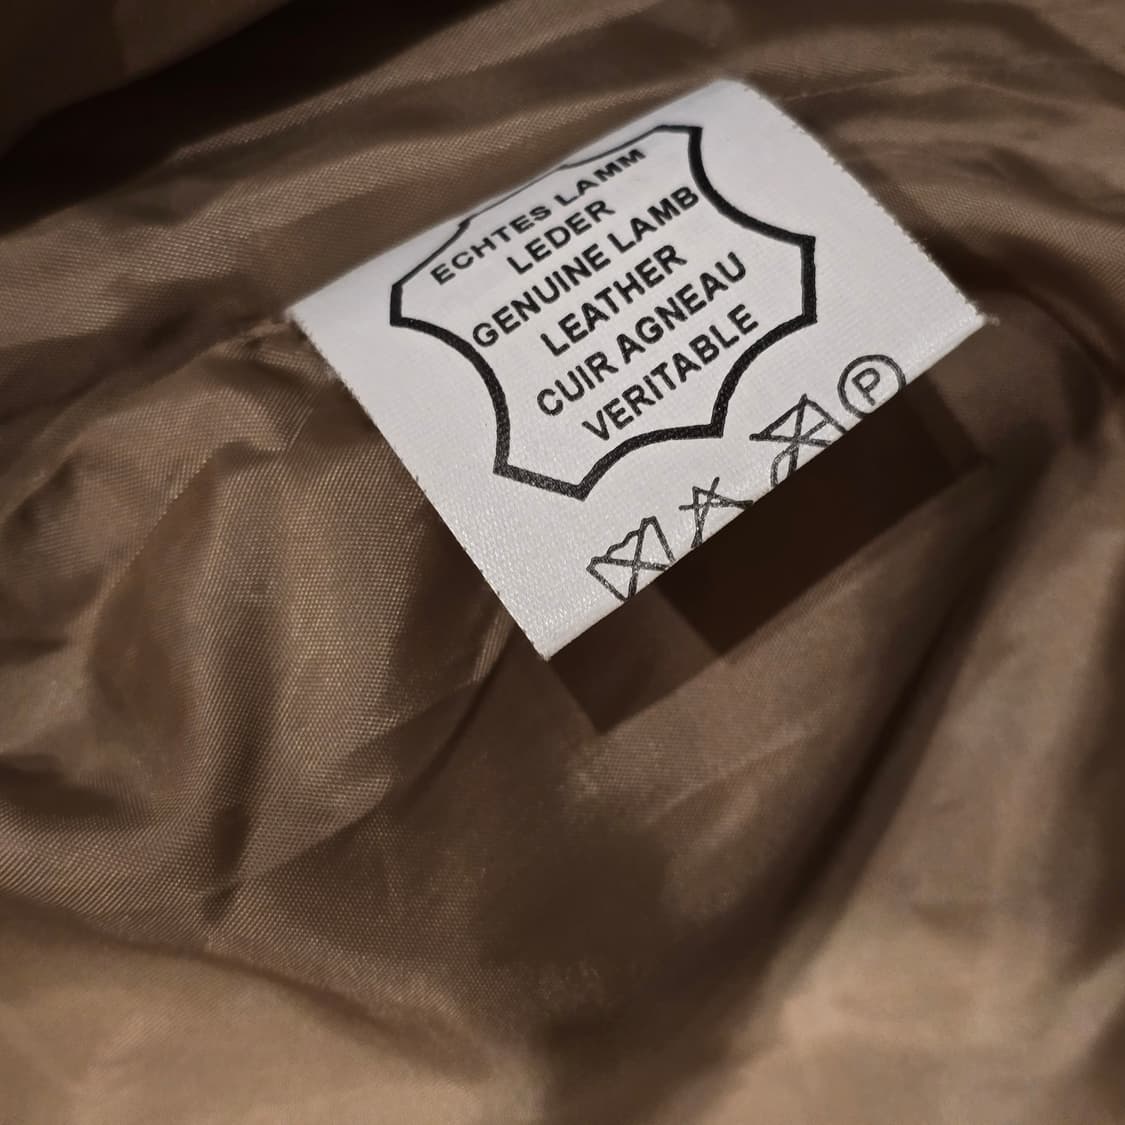 ECHTES LAMM
LEDER
GENUINE LAMB
LEATHER
CUIR AGNEAU
VERITABLE
P